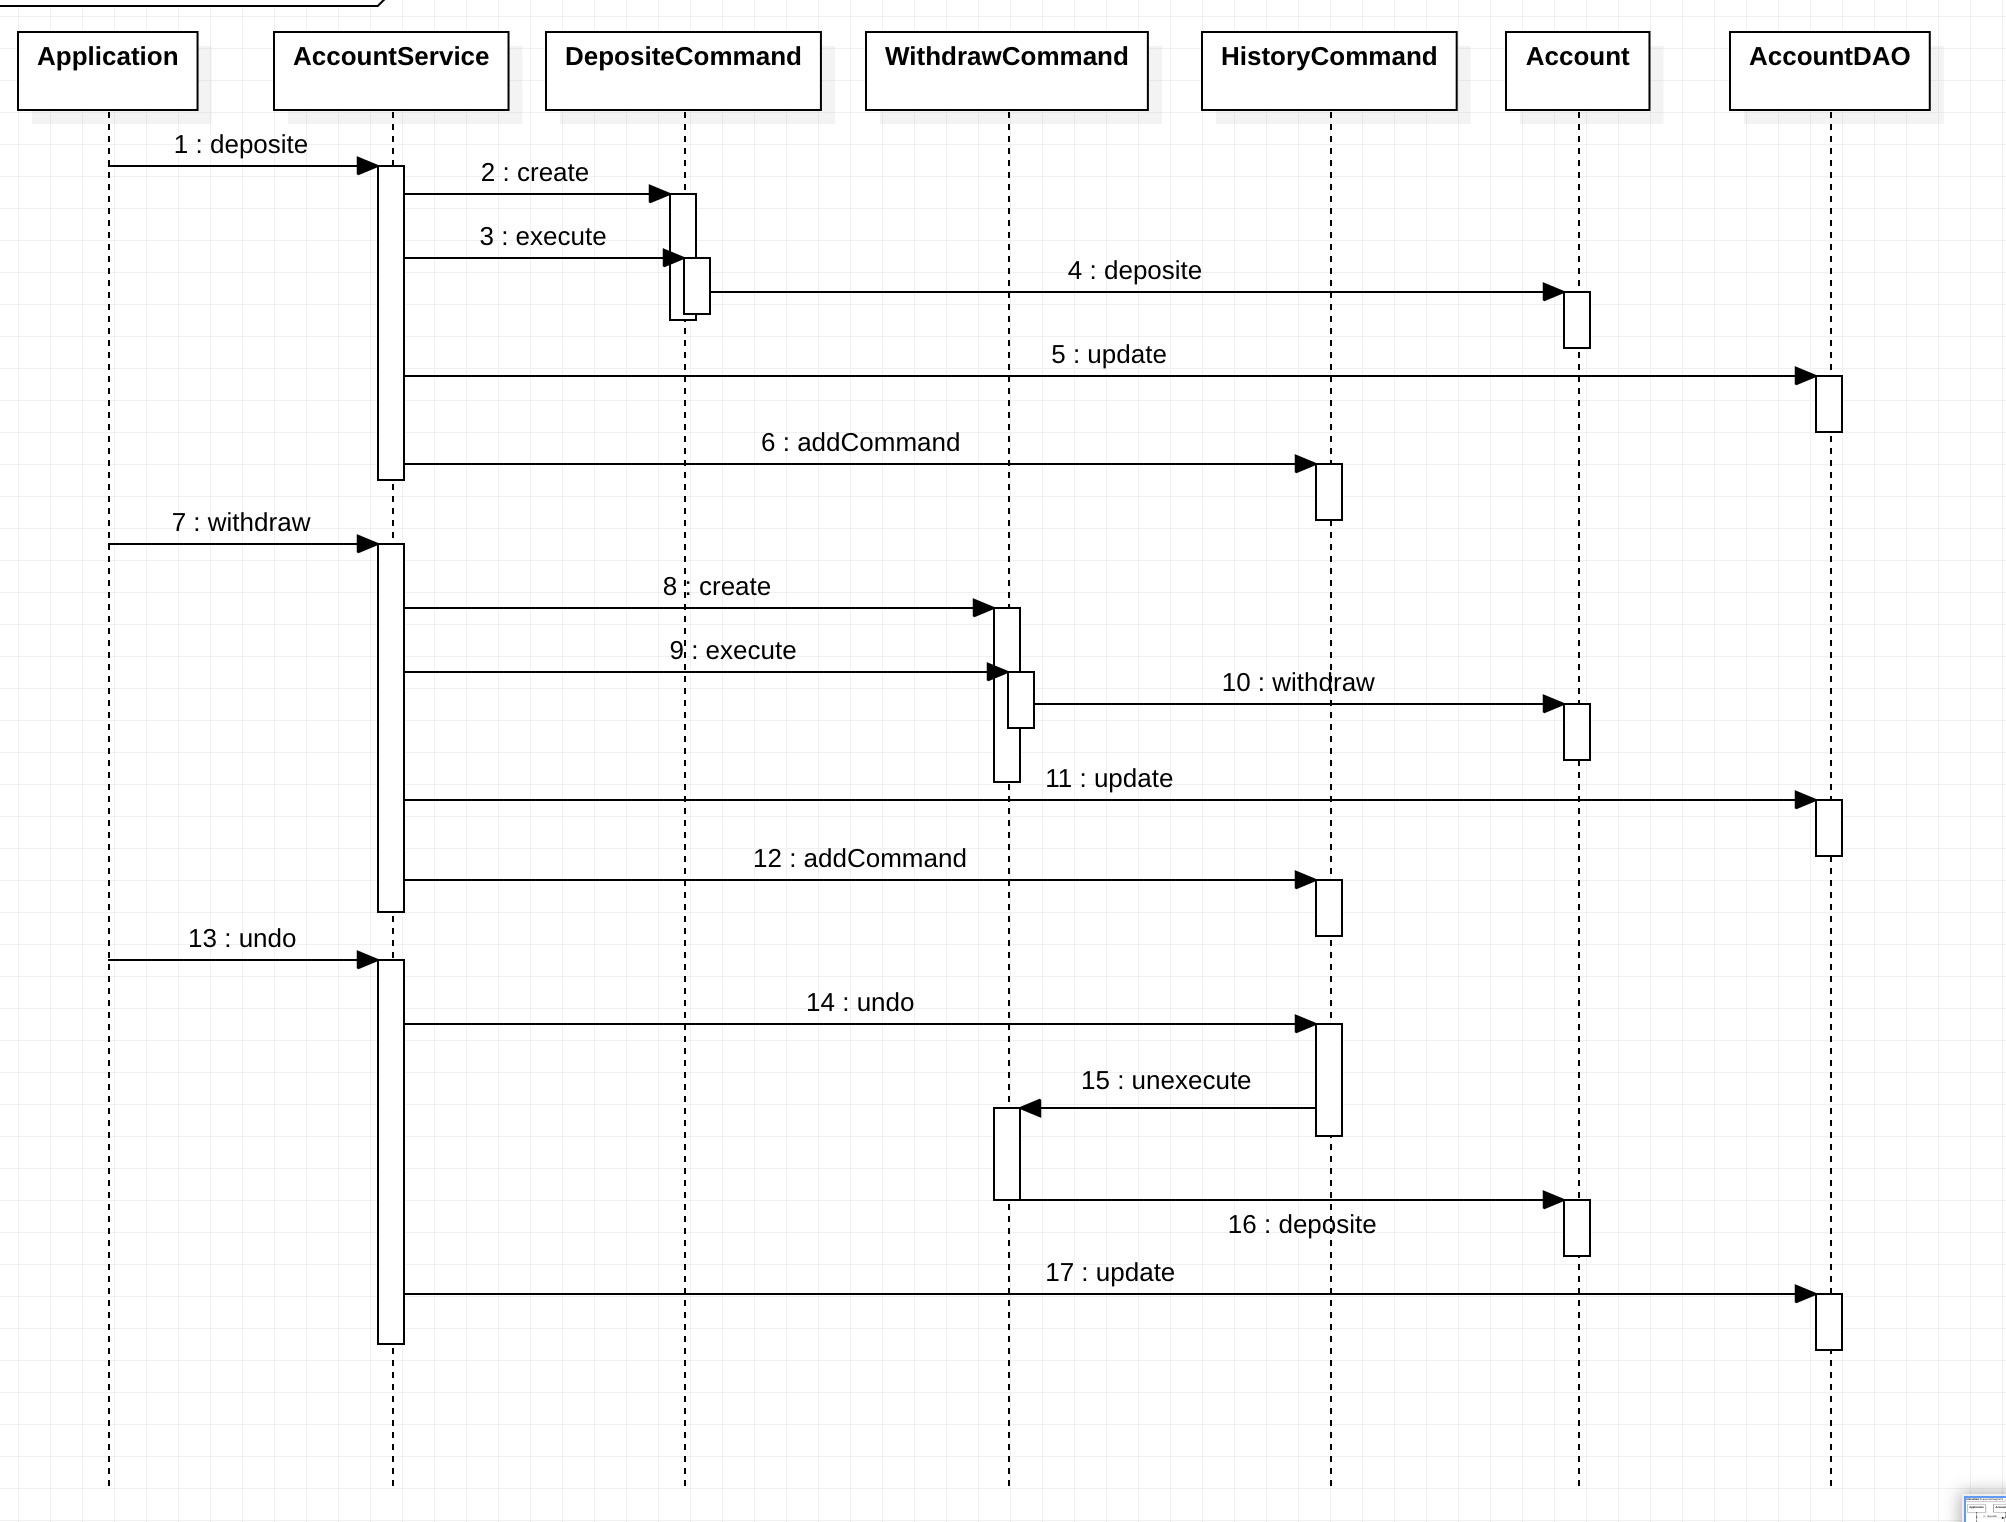 Application
AccountService
DepositeCommand
WithdrawCommand
HistoryCommand
Account
AccountDAO
1 : deposite
2 : create
3 : execute
4 : deposite
5 : update
6 : addCommand
7 : withdraw
8 : create
9 : execute
10 : withdraw
11 : update
12 : addCommand
13 : undo
14 : undo
15 : unexecute
16 : deposite
17 : update